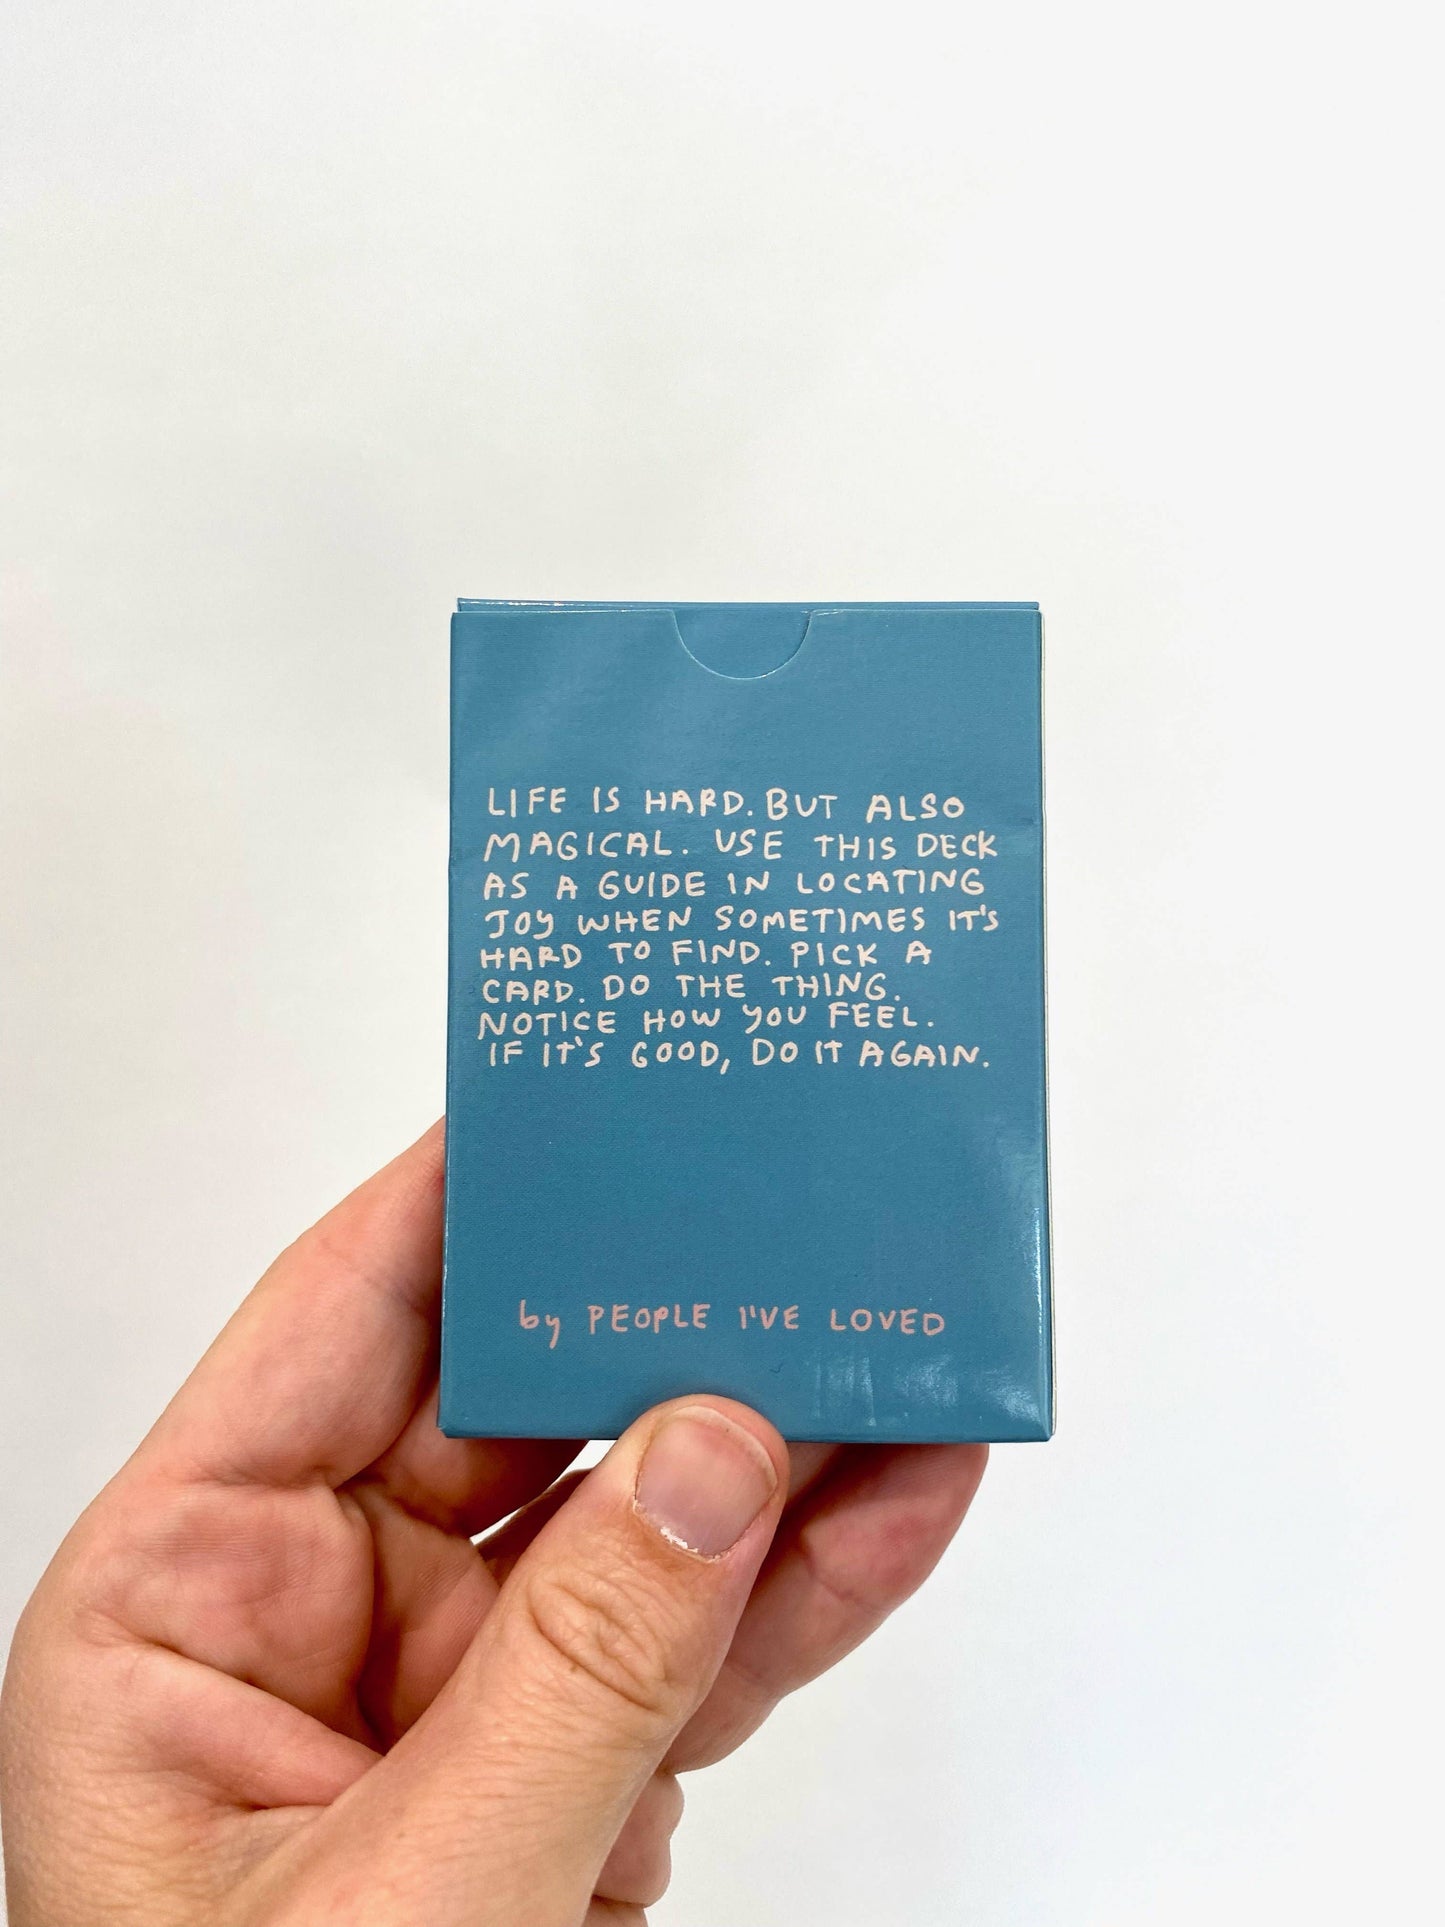 LIFE IS HARD. BUT ALSO
MAGICAL. USE THIS DECK
AS A GUIDE IN LOCATING
JOY WHEN SOMETIMES IT'S
HARD TO FIND. PICK A
CARD. DO THE THING.
NOTICE HOW YOU FEEL.
IF IT'S GOOD, DO IT AGAIN.
by PEOPLE I'VE LOVED